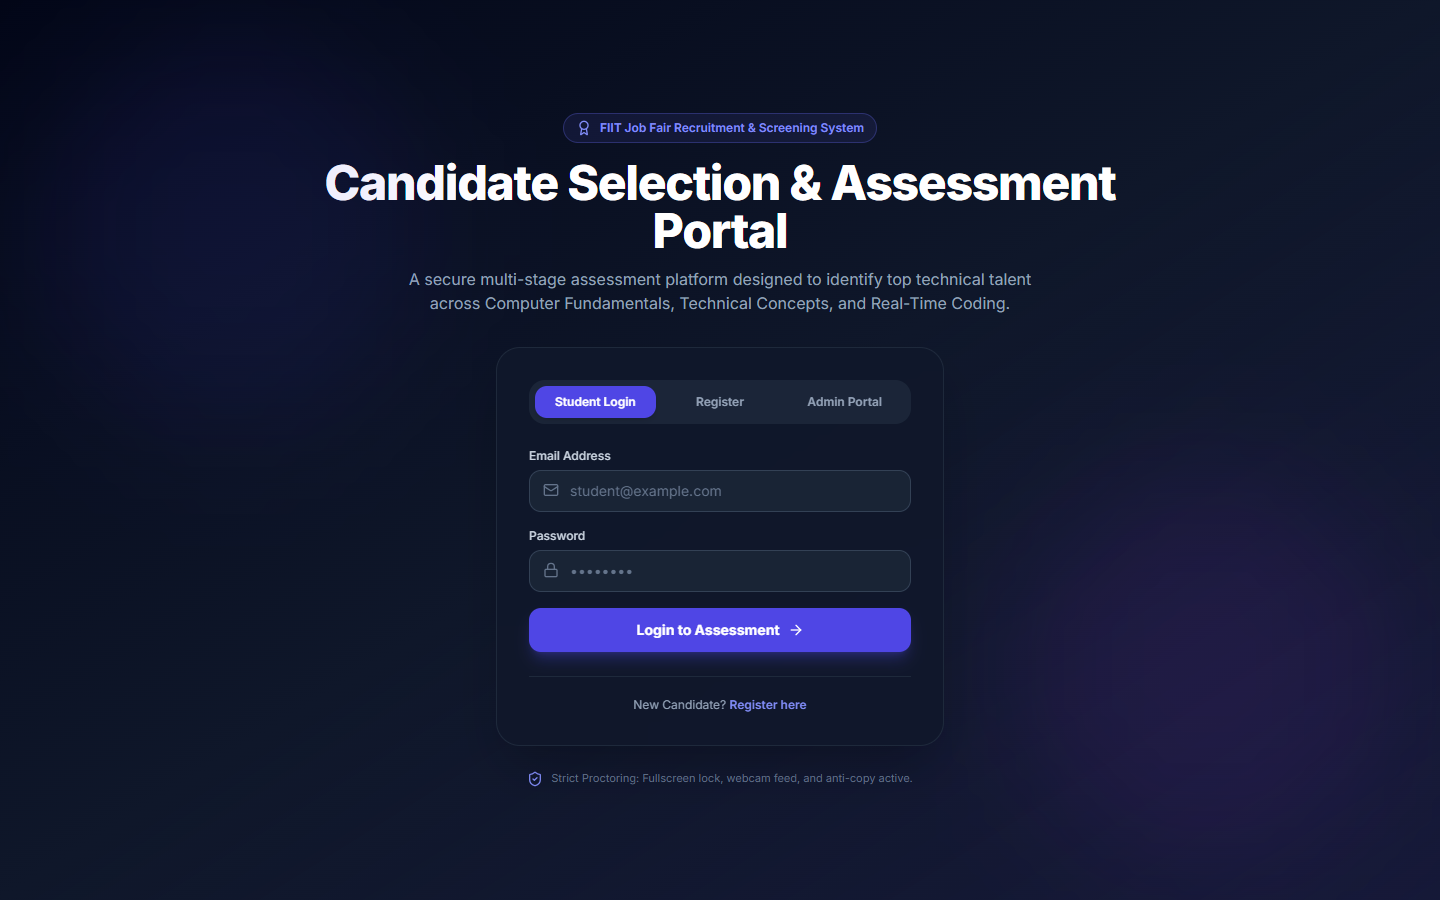 FIIT Job Fair Recruitment & Screening System
Candidate Selection & Assessment
Portal
A secure multi-stage assessment platform designed to identify top technical talent
across Computer Fundamentals, Technical Concepts, and Real-Time Coding.
Student Login
Register
Admin Portal
Email Address
student@example.com
Password
••••••••
Login to Assessment →
New Candidate? Register here
Strict Proctoring: Fullscreen lock, webcam feed, and anti-copy active.